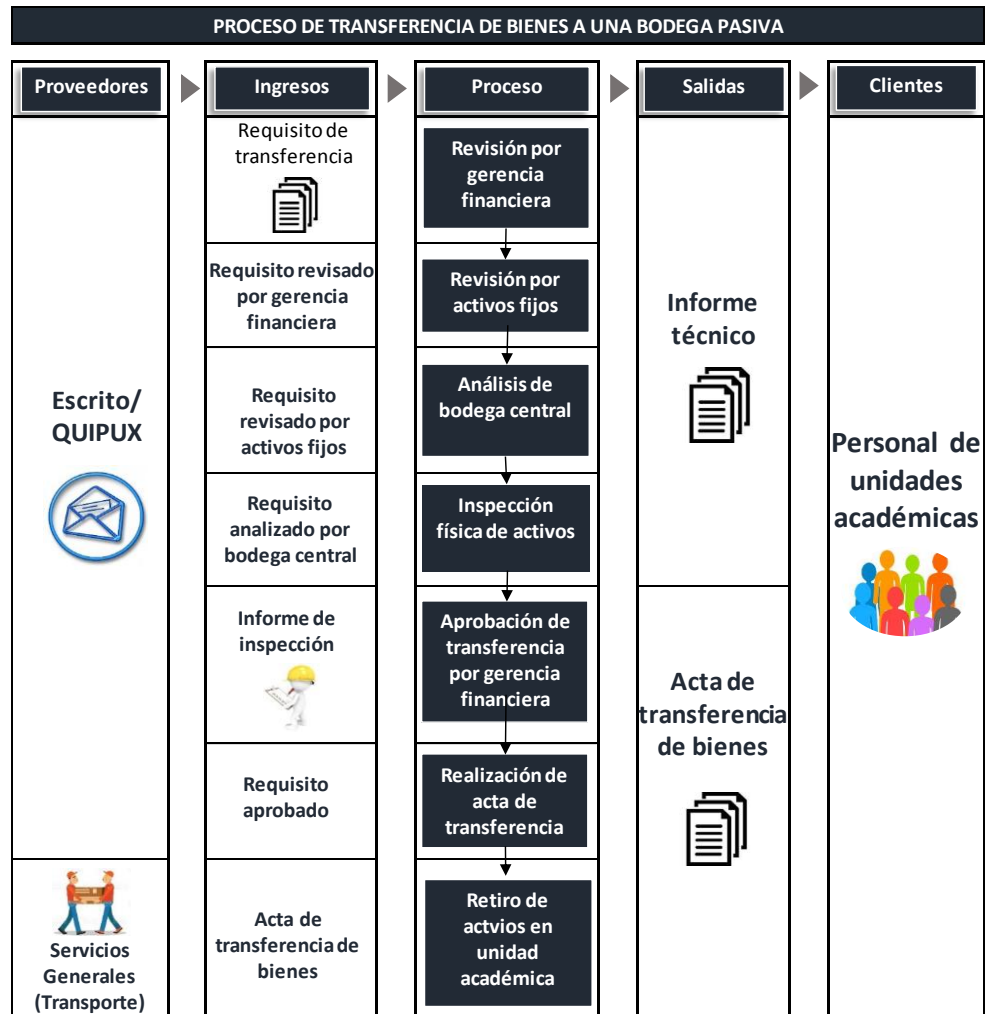 PROCESO DE TRANSFERENCIA DE BIENES A UNA BODEGA PASIVA
Proveedores
Ingresos
Proceso
Salidas
Clientes
Escrito/
QUIPUX
Servicios
Generales
(Transporte)
Requisito de
transferencia
Requisito revisado
por gerencia
financiera
Requisito
revisado por
activos fijos
Requisito
analizado por
bodega central
Informe de
inspección
Requisito
aprobado
Acta de
transferencia de
bienes
Revisión por
gerencia
financiera
Revisión por
activos fijos
Análisis de
bodega central
Inspección
física de activos
Aprobación de
transferencia
por gerencia
financiera
Realización de
acta de
transferencia
Retiro de
actvios en
unidad
académica
Informe
técnico
Acta de
transferencia
de bienes
Personal de
unidades
académicas